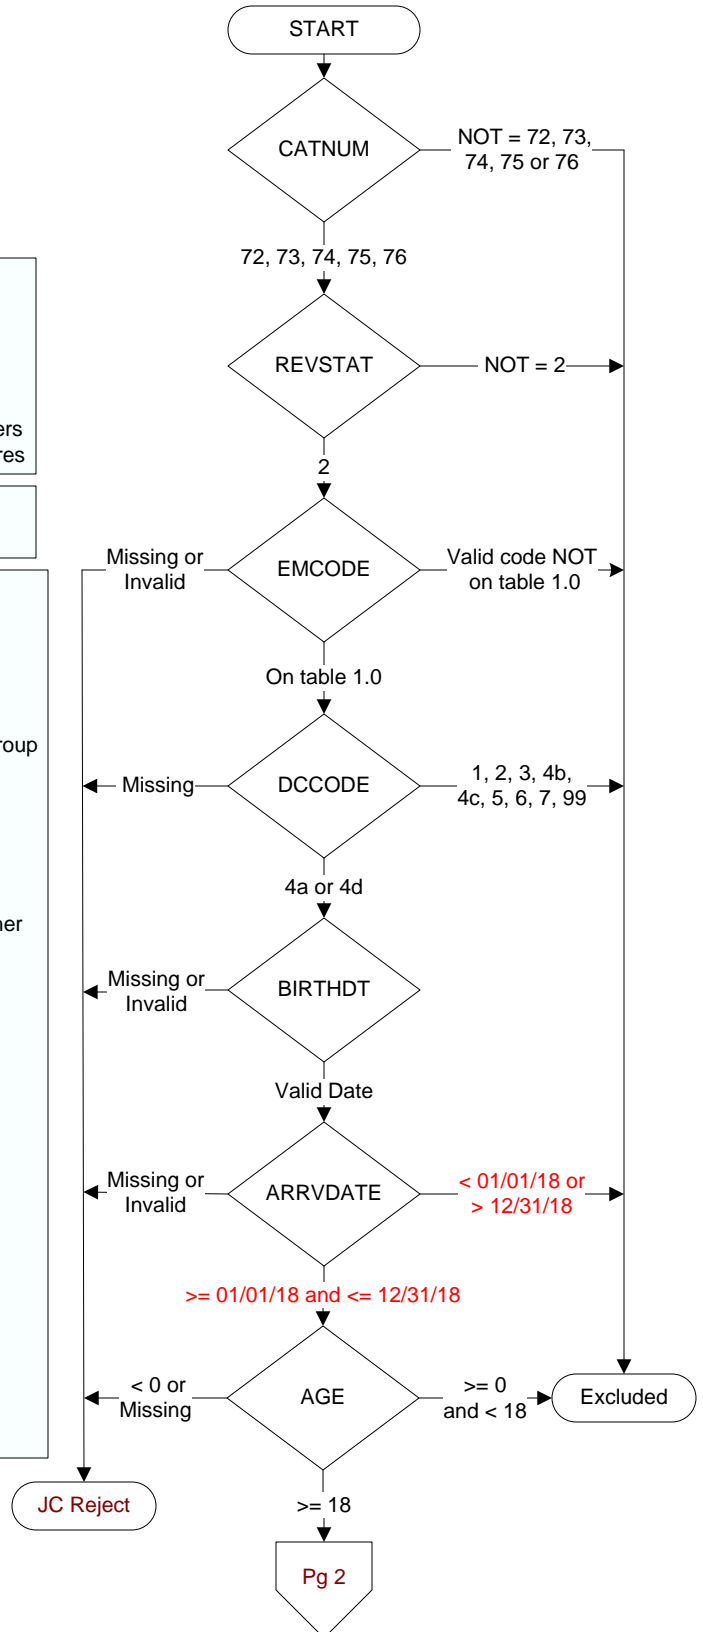 START
CATNUM
NOT = 72, 73,
74, 75 or 76
72, 73, 74, 75, 76
REVSTAT
NOT = 2
ers
res
2
Missing or
Invalid
EMCODE
Valid code NOT
on table 1.0
On table 1.0
roup
Missing
DCCODE
1, 2, 3, 4b,
4c, 5, 6, 7, 99
4a or 4d
ner
Missing or
Invalid
BIRTHDT
Valid Date
Missing or
Invalid
ARRVDATE
< 01/01/18 or
> 12/31/18
>= 01/01/18 and <= 12/31/18
< 0 or
Missing
AGE
>= 0
and < 18
Excluded
JC Reject
>= 18
Pg 2